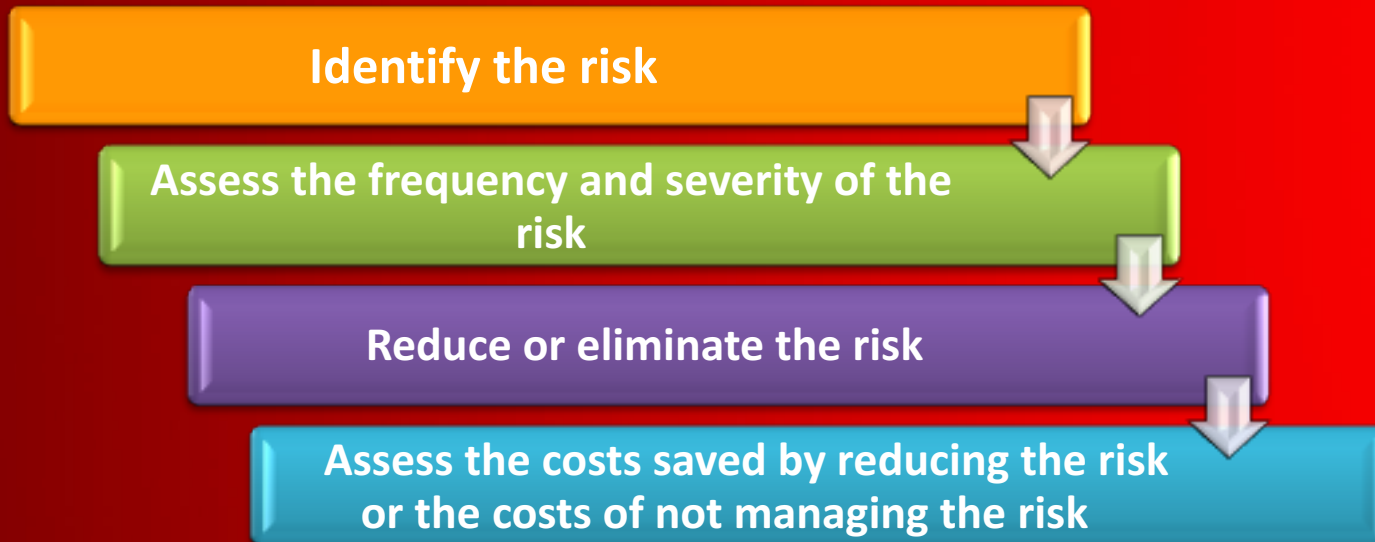 Identify the risk
Assess the frequency and severity of the
risk
Reduce or eliminate the risk
Assess the costs saved by reducing the risk
or the costs of not managing the risk